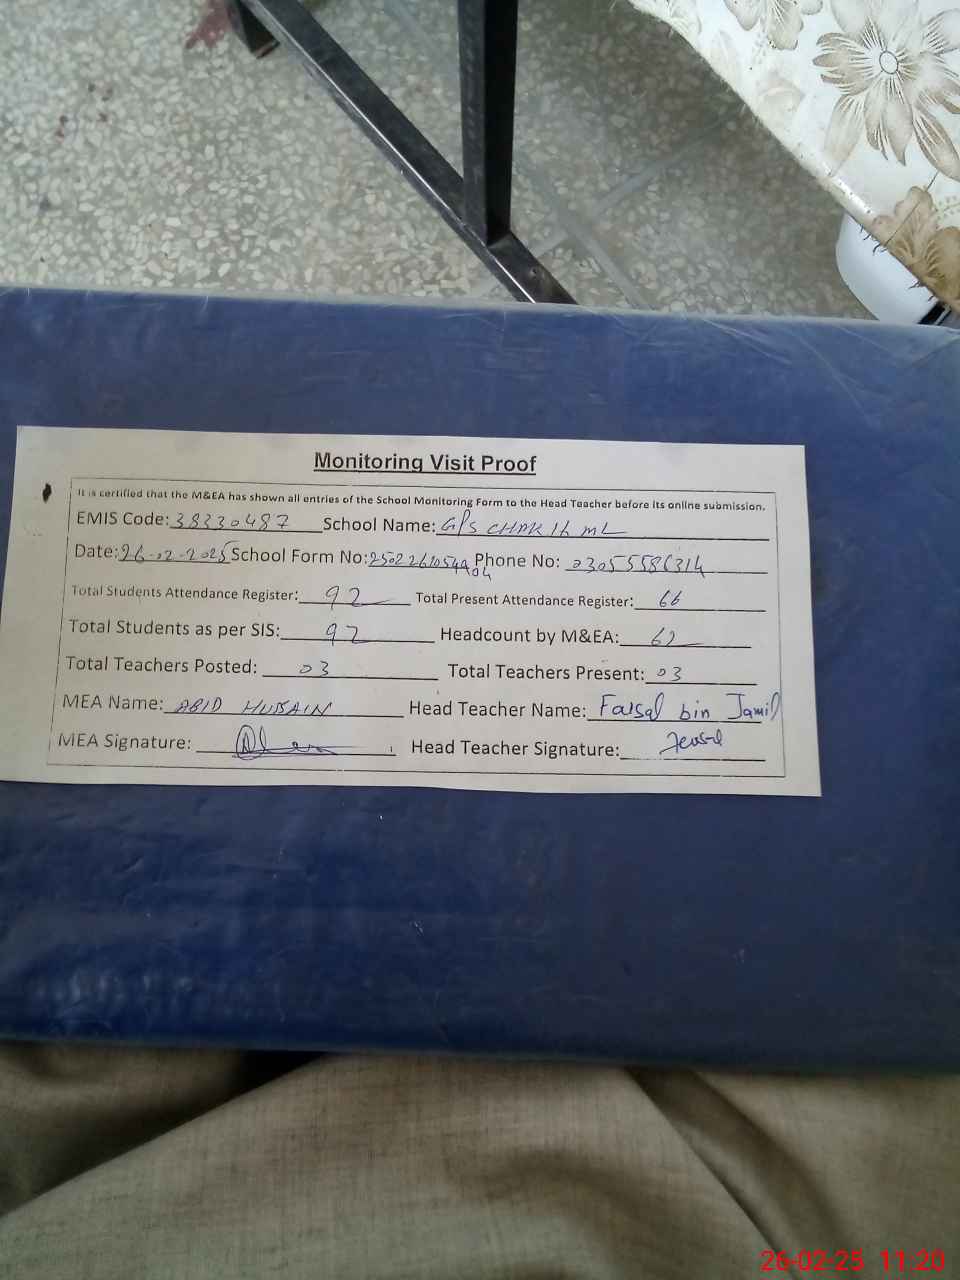 Monitoring Visit Proof
It is certified that the M&EA has shown all entries of the School Monitoring Form to the Head Teacher before its online submission.
EMIS Code: 38330487 School Name: GPS CHAK 16 ML
Date: 26-02-2025 School Form No: Phone No: 03055586314
Total Students Attendance Register: 92 Total Present Attendance Register: 66
Total Students as per SIS: 92 Headcount by M&EA: 62
Total Teachers Posted: 03 Total Teachers Present: 03
MEA Name: ABID HUSAIN Head Teacher Name: Faisal bin Jamil
MEA Signature: Head Teacher Signature:
26-02-25 11:20